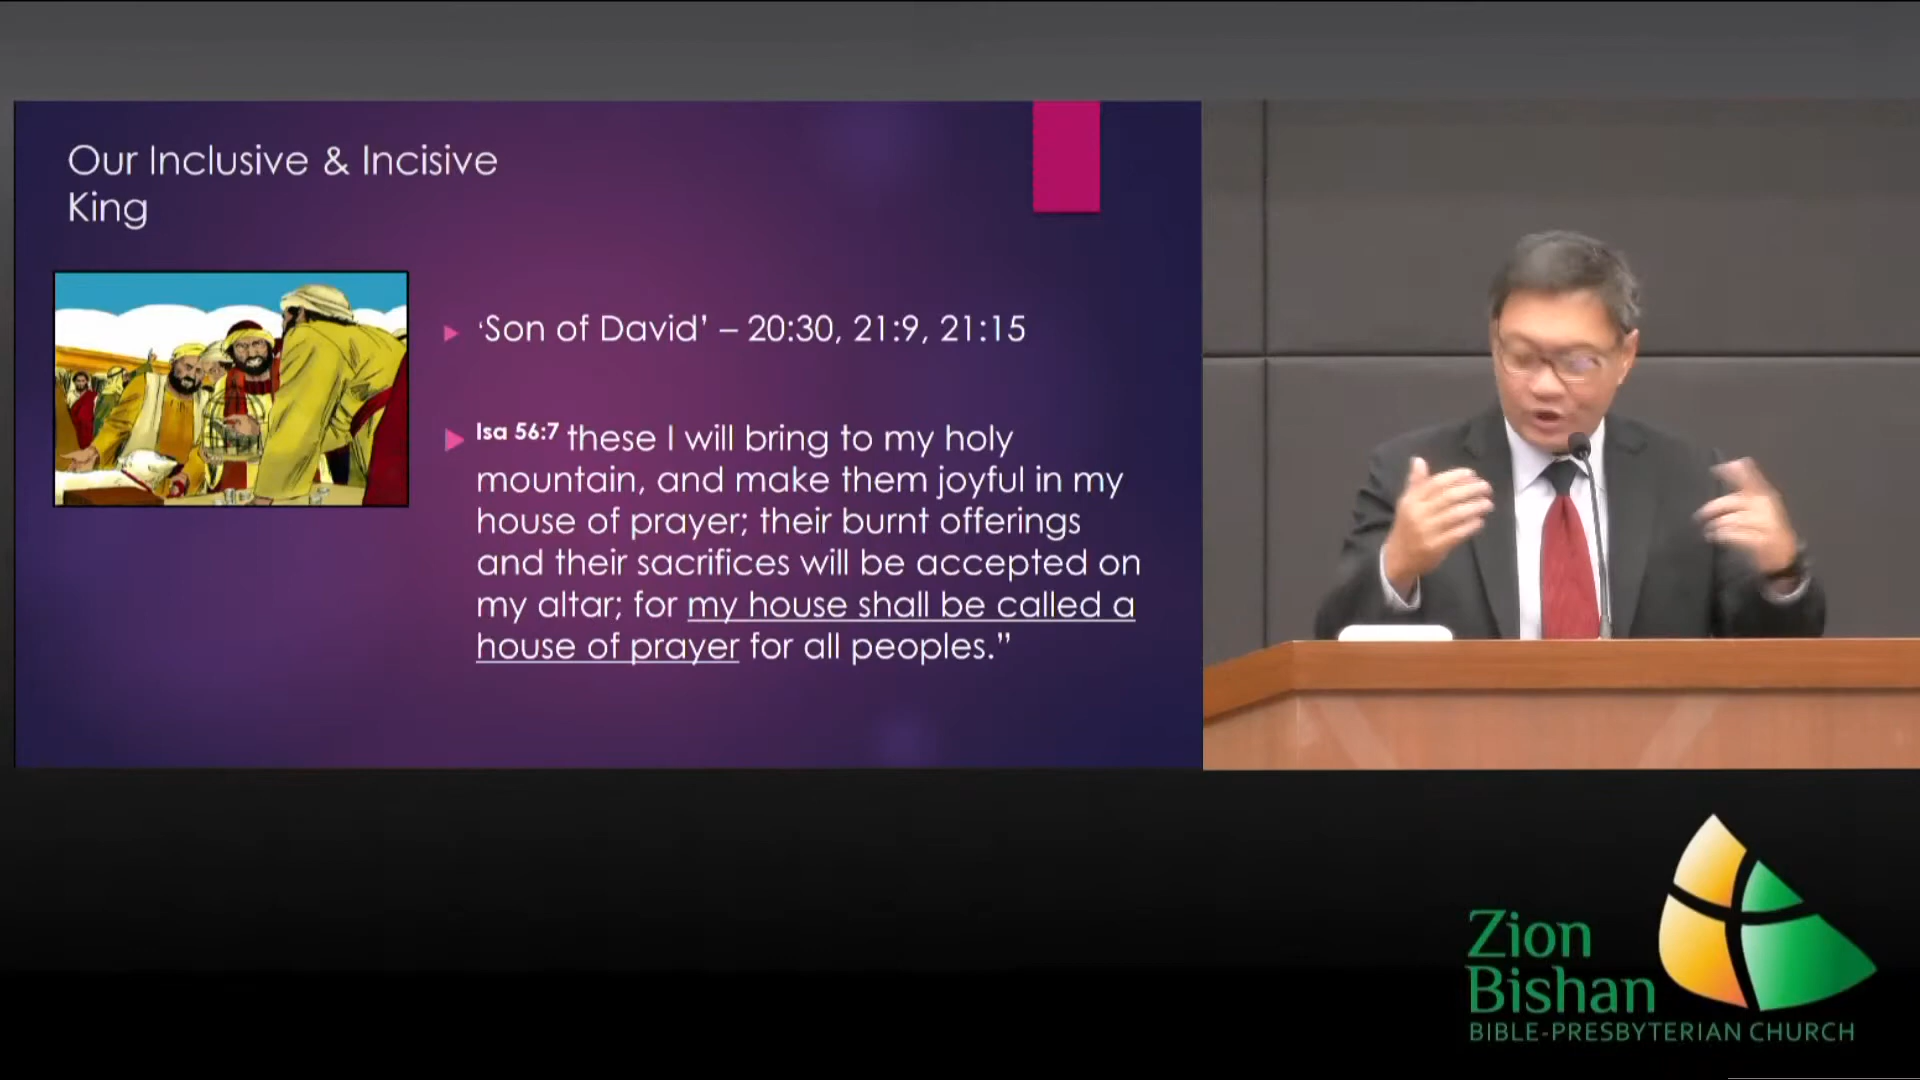 Our Inclusive & Incisive
King
‘Son of David’ – 20:30, 21:9, 21:15
Isa 56:7 these I will bring to my holy
mountain, and make them joyful in my
house of prayer; their burnt offerings
and their sacrifices will be accepted on
my altar; for my house shall be called a
house of prayer for all peoples.”
Zion
Bishan
BIBLE-PRESBYTERIAN CHURCH